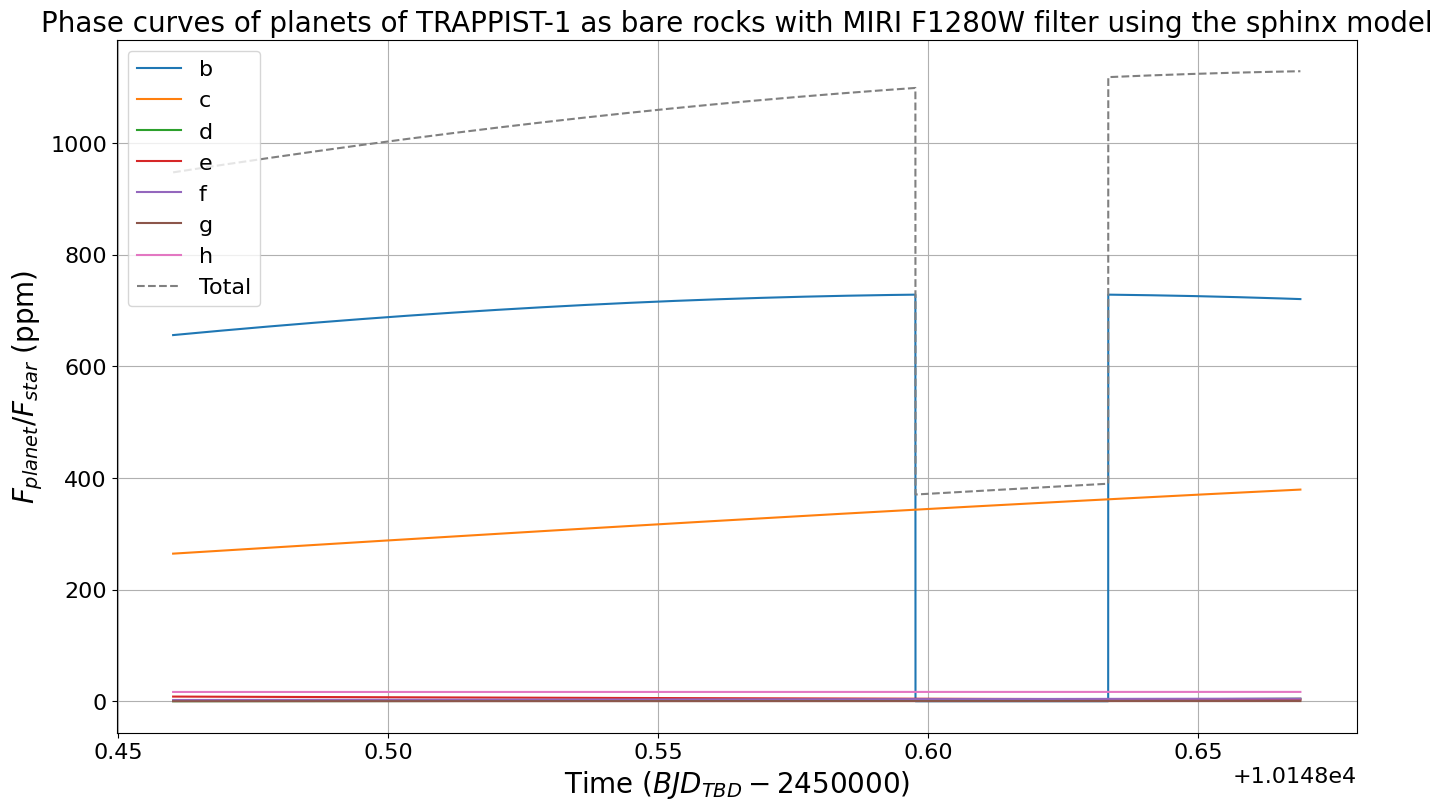 Phase curves of planets of TRAPPIST-1 as bare rocks with MIRI F1280W filter using the sphinx model
b
c
d
e
f
g
h
Total
F_planet/F_star (ppm)
1000
800
600
400
200
0
0.45 0.50 0.55 0.60 0.65
+1.0148e4
Time (BJD_TBD − 2450000)